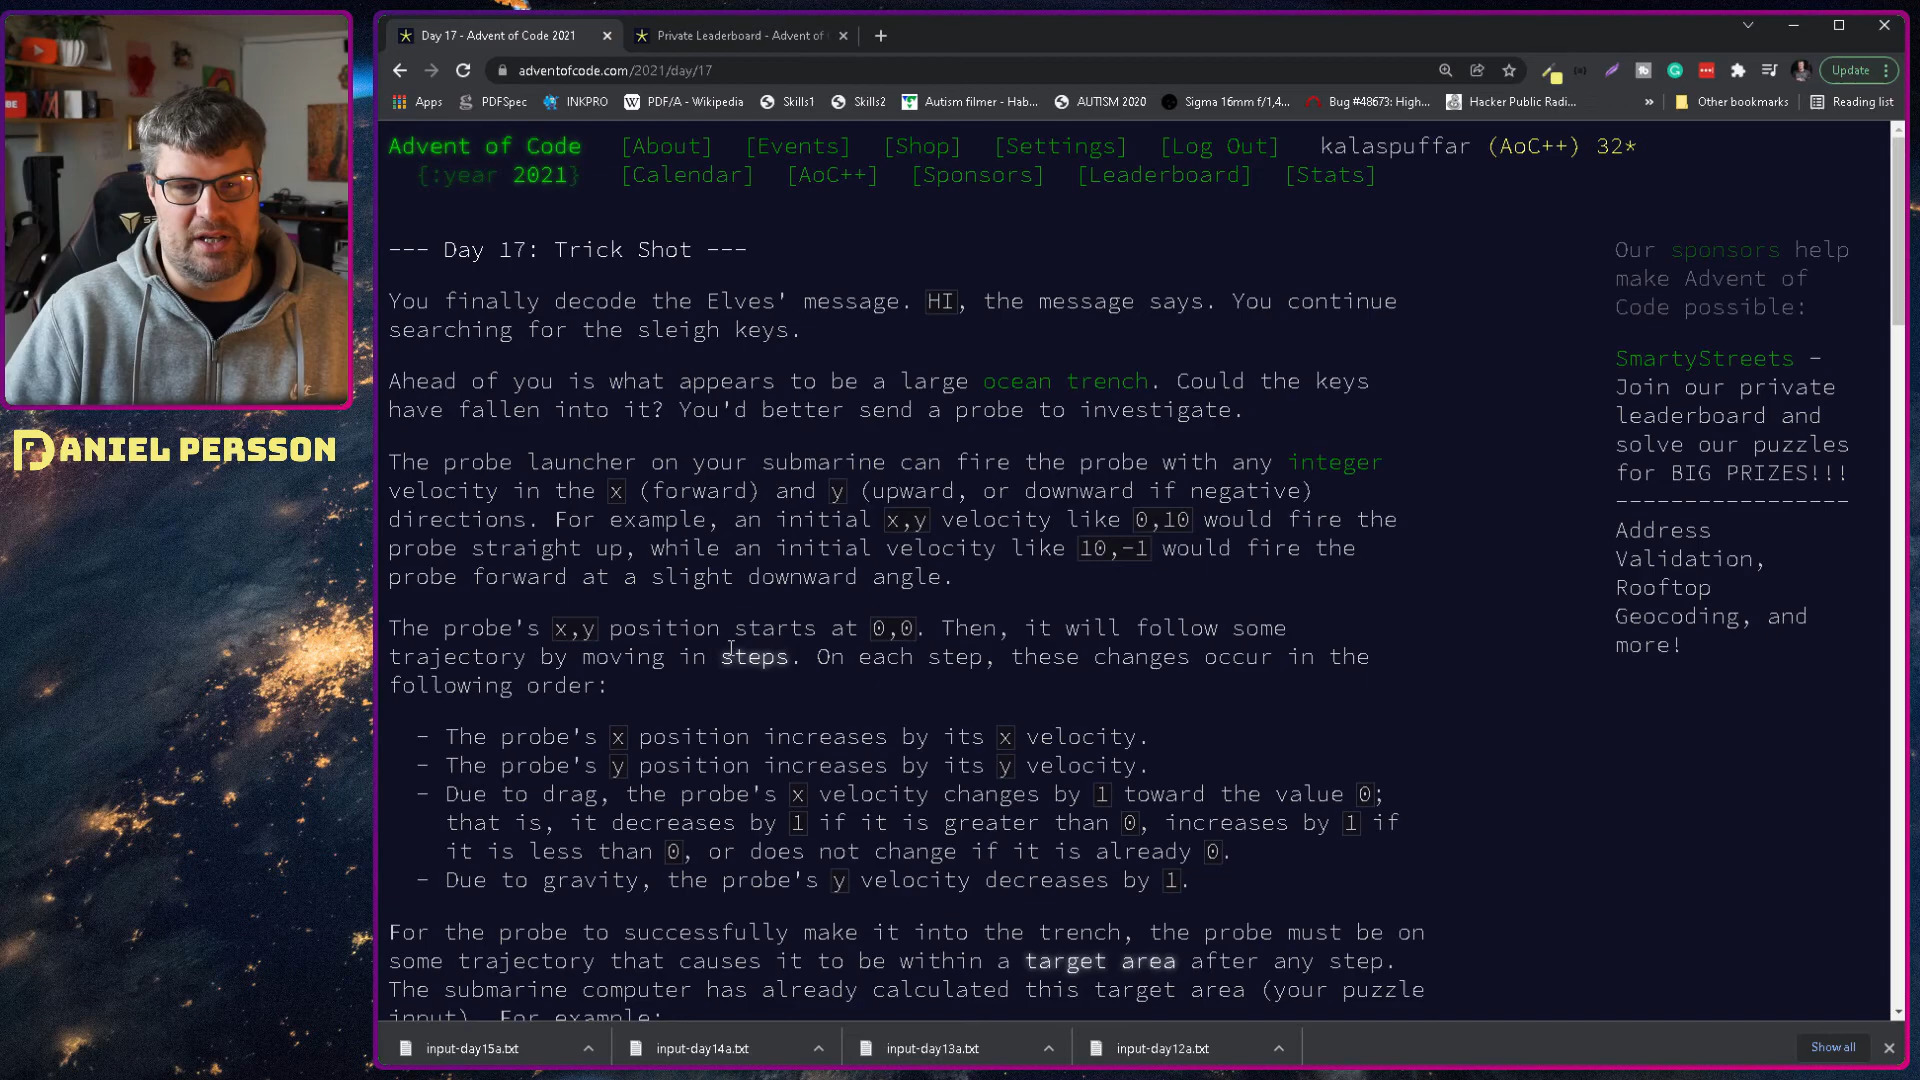 Day 17 - Advent of Code 2021
Private Leaderboard - Advent of
adventofcode.com/2021/day/17
Update
Apps
PDFSpec
INKPRO
PDF/A - Wikipedia
Skills1
Skills2
Autism filmer - Hab...
AUTISM 2020
Sigma 16mm f/1,4...
Bug #48673: High...
Hacker Public Radi...
»
Other bookmarks
Reading list
Advent of Code [About] [Events] [Shop] [Settings] [Log Out] kalaspuffar (AoC++) 32*
{:year 2021} [Calendar] [AoC++] [Sponsors] [Leaderboard] [Stats]
--- Day 17: Trick Shot ---
You finally decode the Elves' message. HI, the message says. You continue
searching for the sleigh keys.
Ahead of you is what appears to be a large ocean trench. Could the keys
have fallen into it? You'd better send a probe to investigate.
The probe launcher on your submarine can fire the probe with any integer
velocity in the x (forward) and y (upward, or downward if negative)
directions. For example, an initial x,y velocity like 0,10 would fire the
probe straight up, while an initial velocity like 10,-1 would fire the
probe forward at a slight downward angle.
The probe's x,y position starts at 0,0. Then, it will follow some
trajectory by moving in steps. On each step, these changes occur in the
following order:
- The probe's x position increases by its x velocity.
- The probe's y position increases by its y velocity.
- Due to drag, the probe's x velocity changes by 1 toward the value 0;
that is, it decreases by 1 if it is greater than 0, increases by 1 if
it is less than 0, or does not change if it is already 0.
- Due to gravity, the probe's y velocity decreases by 1.
For the probe to successfully make it into the trench, the probe must be on
some trajectory that causes it to be within a target area after any step.
The submarine computer has already calculated this target area (your puzzle
input). For example:
Our sponsors help
make Advent of
Code possible:
SmartyStreets -
Join our private
leaderboard and
solve our puzzles
for BIG PRIZES!!!
-----------------
Address
Validation,
Rooftop
Geocoding, and
more!
DANIEL PERSSON
input-day15a.txt
input-day14a.txt
input-day13a.txt
input-day12a.txt
Show all